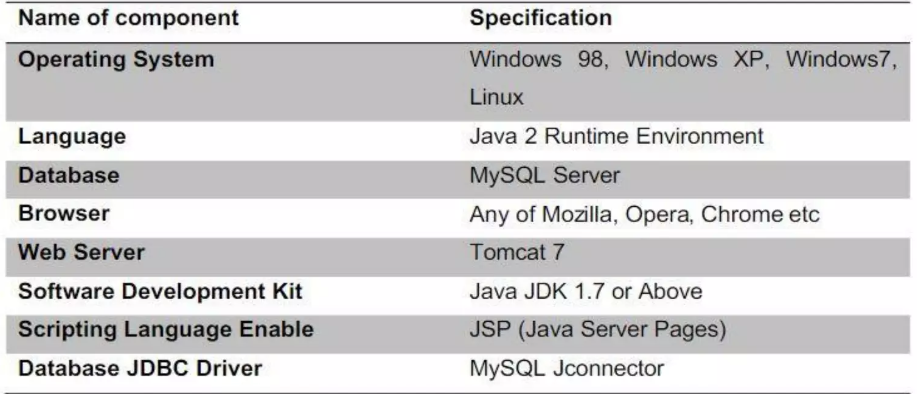 Name of component Specification
Operating System Windows 98, Windows XP, Windows7,
Linux
Language Java 2 Runtime Environment
Database MySQL Server
Browser Any of Mozilla, Opera, Chrome etc
Web Server Tomcat 7
Software Development Kit Java JDK 1.7 or Above
Scripting Language Enable JSP (Java Server Pages)
Database JDBC Driver MySQL Jconnector